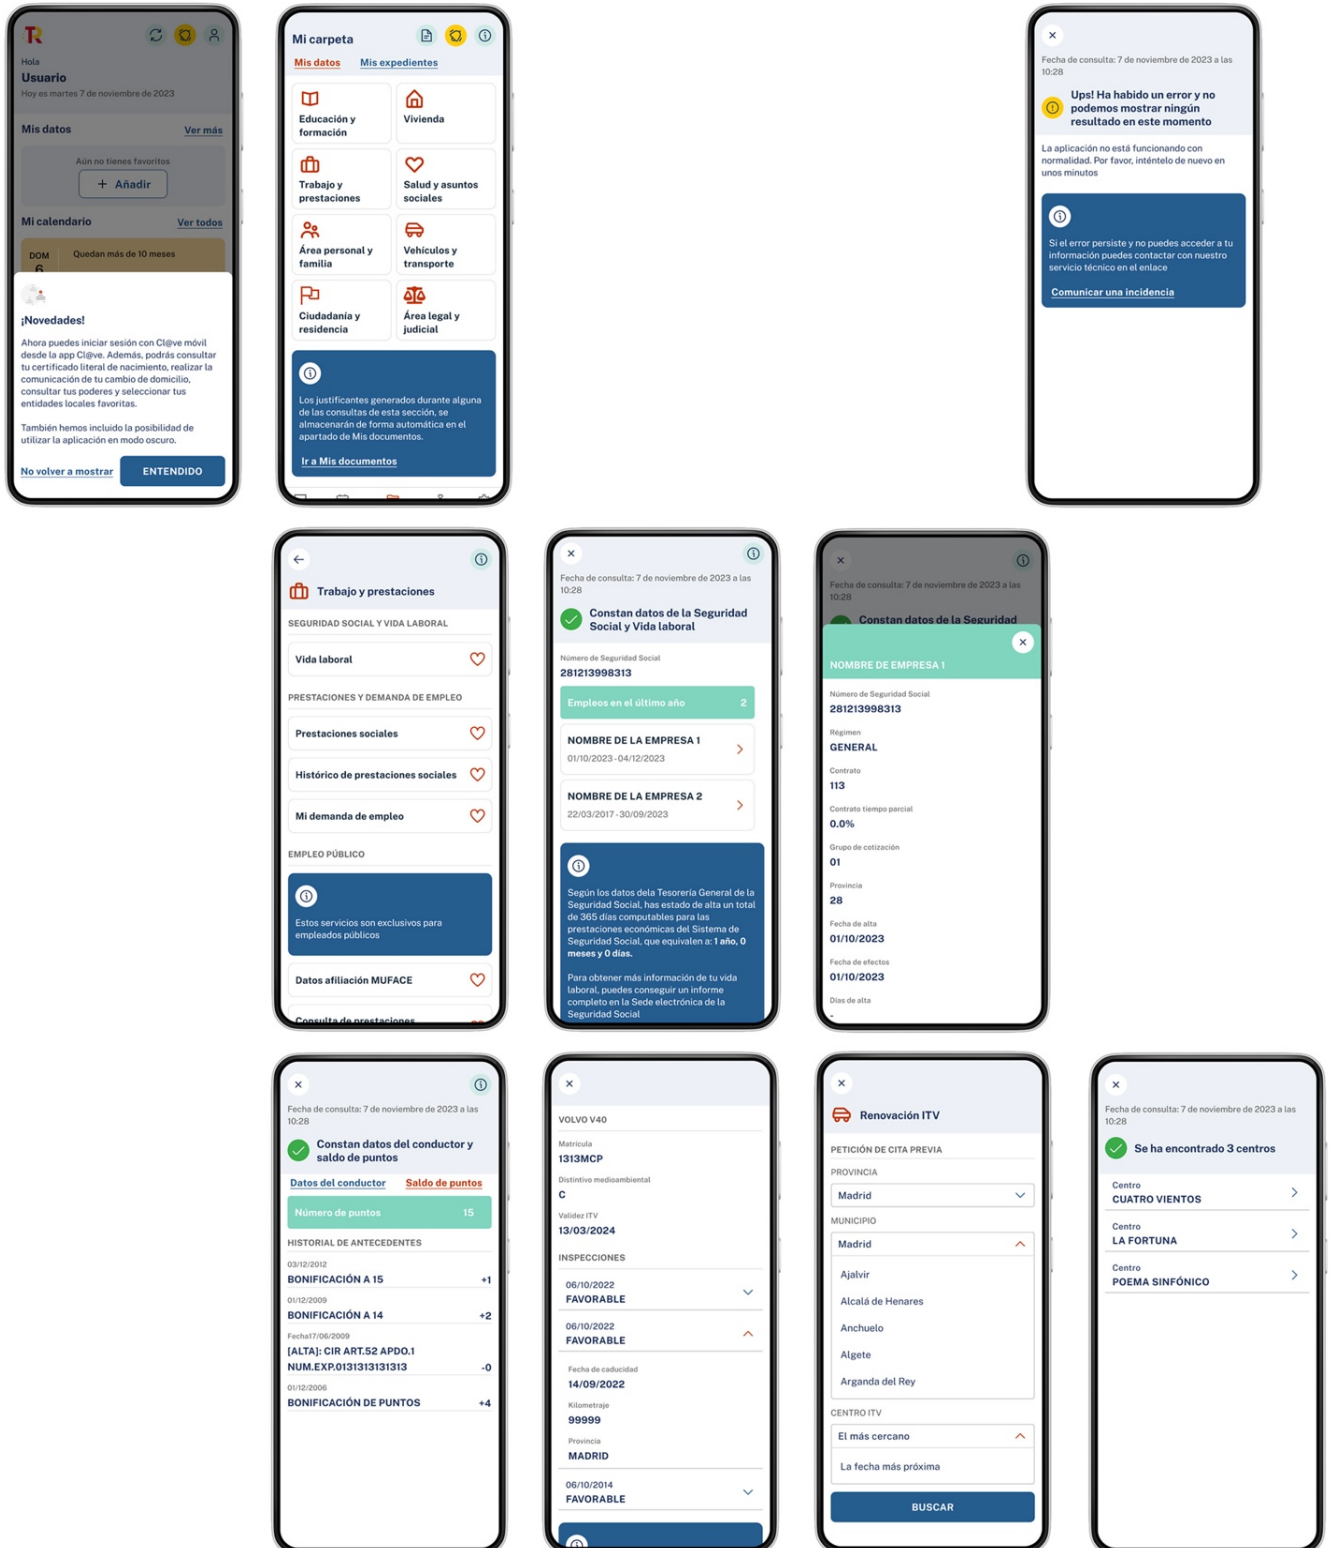 TR
Hola
Usuario
Hoy es martes 7 de noviembre de 2023
Mis datos
Ver más
Aún no tienes favoritos
+ Añadir
Mi calendario
Ver todos
DOM
6
Quedan más de 10 meses
¡Novedades!
Ahora puedes iniciar sesión con Cl@ve móvil
desde la app Cl@ve. Además, podrás consultar
tu certificado literal de nacimiento, realizar la
comunicación de tu cambio de domicilio,
consultar tus poderes y seleccionar tus
entidades locales favoritas.
También hemos incluido la posibilidad de
utilizar la aplicación en modo oscuro.
No volver a mostrar
ENTENDIDO
Mi carpeta
Mis datos
Mis expedientes
Educación y
formación
Vivienda
Trabajo y
prestaciones
Salud y asuntos
sociales
Área personal y
familia
Vehículos y
transporte
Ciudadanía y
residencia
Área legal y
judicial
Los justificantes generados durante alguna
de las consultas de esta sección, se
almacenarán de forma automática en el
apartado de Mis documentos.
Ir a Mis documentos
Fecha de consulta: 7 de noviembre de 2023 a las
10:28
Ups! Ha habido un error y no
podemos mostrar ningún
resultado en este momento
La aplicación no está funcionando con
normalidad. Por favor, inténtelo de nuevo en
unos minutos
Si el error persiste y no puedes acceder a tu
información puedes contactar con nuestro
servicio técnico en el enlace
Comunicar una incidencia
Trabajo y prestaciones
SEGURIDAD SOCIAL Y VIDA LABORAL
Vida laboral
PRESTACIONES Y DEMANDA DE EMPLEO
Prestaciones sociales
Histórico de prestaciones sociales
Mi demanda de empleo
EMPLEO PÚBLICO
Estos servicios son exclusivos para
empleados públicos
Datos afiliación MUFACE
Consulta de prestaciones
Fecha de consulta: 7 de noviembre de 2023 a las
10:28
Constan datos de la Seguridad
Social y Vida laboral
Número de Seguridad Social
281213998313
Empleos en el último año 2
NOMBRE DE LA EMPRESA 1
01/10/2023 - 04/12/2023
NOMBRE DE LA EMPRESA 2
22/03/2017 - 30/09/2023
Según los datos dela Tesorería General de la
Seguridad Social, has estado de alta un total
de 365 días computables para las
prestaciones económicas del Sistema de
Seguridad Social, que equivalen a: 1 año, 0
meses y 0 días.
Para obtener más información de tu vida
laboral, puedes conseguir un informe
completo en la Sede electrónica de la
Seguridad Social
Fecha de consulta: 7 de noviembre de 2023 a las
10:28
Constan datos de la Seguridad
NOMBRE DE EMPRESA 1
Número de Seguridad Social
281213998313
Régimen
GENERAL
Contrato
113
Contrato tiempo parcial
0.0%
Grupo de cotización
01
Provincia
28
Fecha de alta
01/10/2023
Fecha de efectos
01/10/2023
Días de alta
-
Fecha de consulta: 7 de noviembre de 2023 a las
10:28
Constan datos del conductor y
saldo de puntos
Datos del conductor
Saldo de puntos
Número de puntos 15
HISTORIAL DE ANTECEDENTES
03/12/2012
BONIFICACIÓN A 15 +1
01/12/2009
BONIFICACIÓN A 14 +2
Fecha17/06/2009
[ALTA]: CIR ART.52 APDO.1
NUM.EXP.0131313131313 -0
01/12/2006
BONIFICACIÓN DE PUNTOS +4
VOLVO V40
Matrícula
1313MCP
Distintivo medioambiental
C
Validez ITV
13/03/2024
INSPECCIONES
06/10/2022
FAVORABLE
06/10/2022
FAVORABLE
Fecha de caducidad
14/09/2022
Kilometraje
99999
Provincia
MADRID
06/10/2014
FAVORABLE
Renovación ITV
PETICIÓN DE CITA PREVIA
PROVINCIA
Madrid
MUNICIPIO
Madrid
Ajalvir
Alcalá de Henares
Anchuelo
Algete
Arganda del Rey
CENTRO ITV
El más cercano
La fecha más próxima
BUSCAR
Fecha de consulta: 7 de noviembre de 2023 a las
10:28
Se ha encontrado 3 centros
Centro
CUATRO VIENTOS
Centro
LA FORTUNA
Centro
POEMA SINFÓNICO